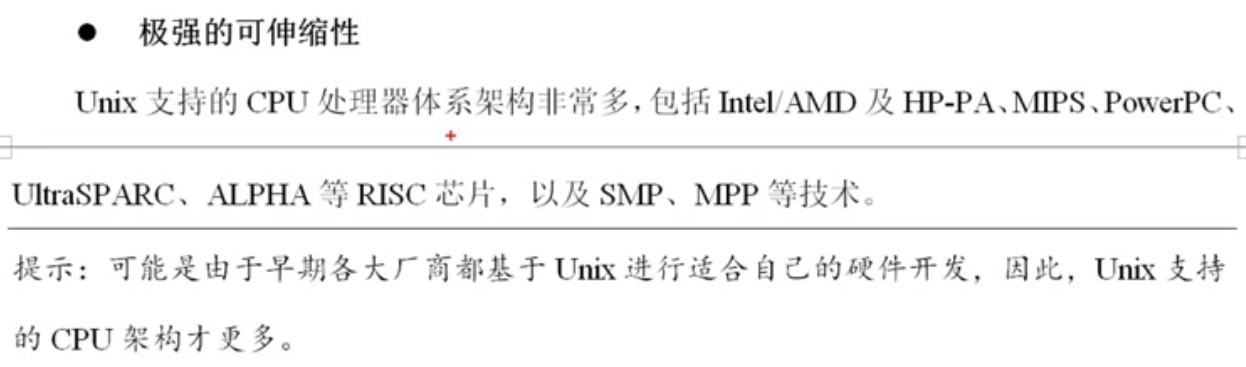 ● 极强的可伸缩性
Unix 支持的 CPU 处理器体系架构非常多，包括 Intel/AMD 及 HP-PA、MIPS、PowerPC、
UltraSPARC、ALPHA 等 RISC 芯片，以及 SMP、MPP 等技术。
提示：可能是由于早期各大厂商都基于 Unix 进行适合自己的硬件开发，因此，Unix 支持
的 CPU 架构才更多。